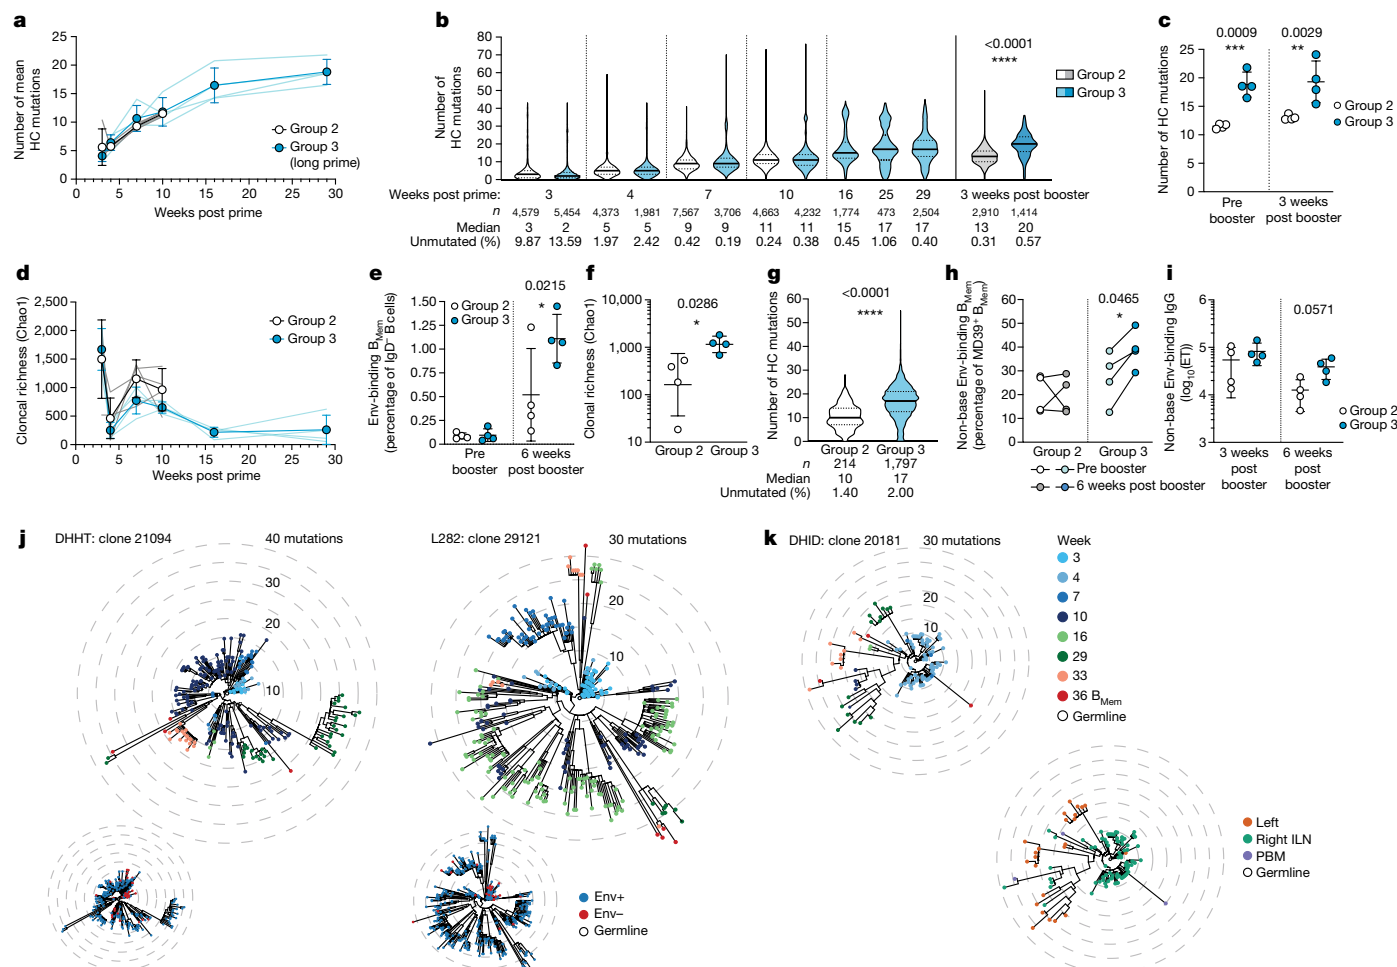 a
Number of mean
HC mutations
25
20
15
10
5
0
0
5
10
15
20
25
30
Weeks post prime
Group 2
Group 3
(long prime)
b
Number of
HC mutations
80
70
60
50
40
30
20
10
0
<0.0001
****
Group 2
Group 3
Weeks post prime: 3 4 7 10 16 25 29 3 weeks post booster
n 4,579 5,454 4,373 1,981 7,567 3,706 4,663 4,232 1,774 473 2,504 2,910 1,414
Median 3 2 5 5 9 9 11 11 15 17 17 13 20
Unmutated (%) 9.87 13.59 1.97 2.42 0.42 0.19 0.24 0.38 0.45 1.06 0.40 0.31 0.57
c
Number of HC mutations
0.0009 0.0029
*** **
25
20
15
10
5
0
Group 2
Group 3
Pre
booster
3 weeks
post booster
d
Cloncal richness (Chao1)
2,500
2,000
1,500
1,000
500
0
0
5
10
15
20
25
30
Weeks post prime
Group 2
Group 3
e
Env-binding BMem
(percentage of IgD− B cells)
0.0215
*
1.50
1.25
1.00
0.75
0.50
0.25
0
Group 2
Group 3
Pre
booster
6 weeks
post booster
f
Clonal richness (Chao1)
10,000
1,000
100
10
0.0286
*
Group 2 Group 3
g
Number of HC mutations
<0.0001
****
60
50
40
30
20
10
0
Group 2 Group 3
n 214 1,797
Median 10 17
Unmutated (%) 1.40 2.00
h
Non-base Env-binding BMem
(percentage of MD39+ BMem)
60
50
40
30
20
10
0
0.0465
*
Group 2 Group 3
Pre booster
6 weeks post booster
i
Non-base Env-binding IgG
(log10(ET))
6
5
4
3
0.0571
Group 2
Group 3
3 weeks
post
booster
6 weeks
post
booster
j
DHHT: clone 21094
40 mutations
30
20
10
L282: clone 29121
30 mutations
20
10
Env+
Env−
Germline
k
DHID: clone 20181
30 mutations
20
10
Week
3
4
7
10
16
29
33
36 BMem
Germline
Left
Right ILN
PBM
Germline